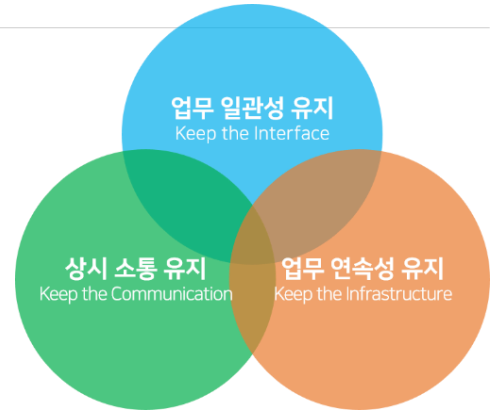 업무 일관성 유지
Keep the Interface
상시 소통 유지
Keep the Communication
업무 연속성 유지
Keep the Infrastructure